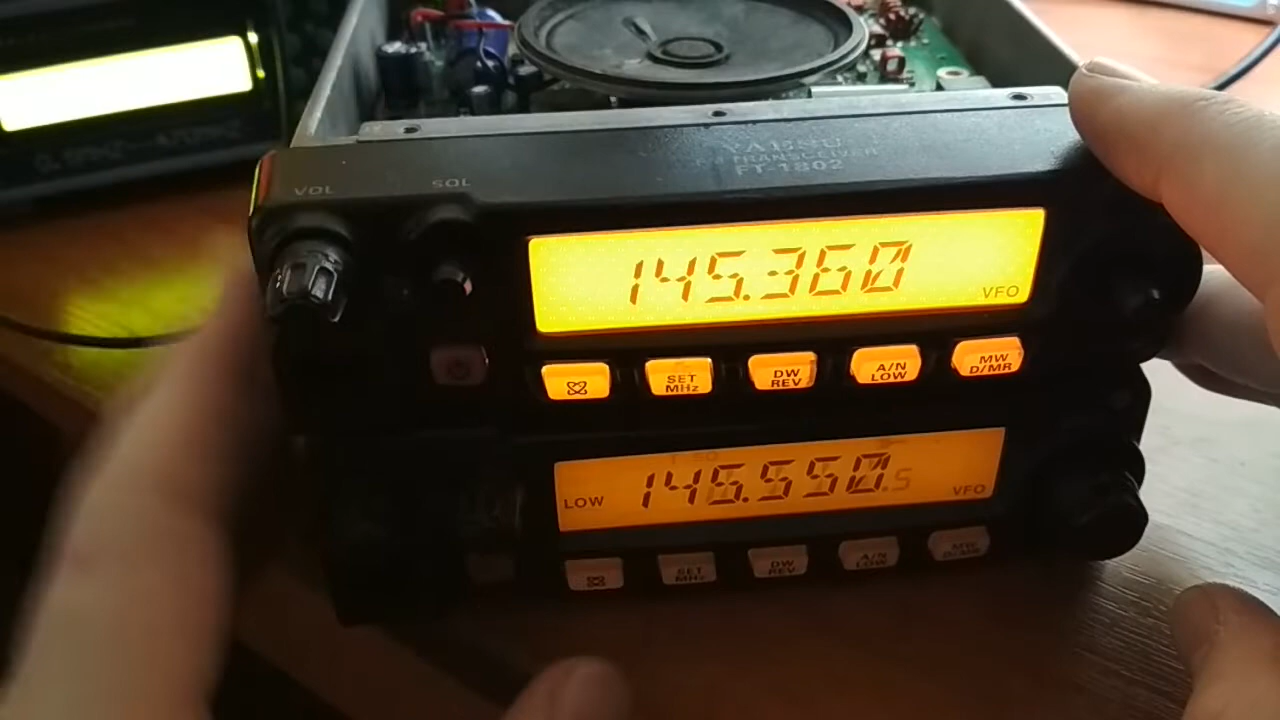 YAESU
TRANSCEIVER
FT-1802
VOL
SQL
145.360
VFO
SET
MHz
DW
REV
A/N
LOW
MW
D/MR
LOW
145.550
VFO
SET
MHz
DW
REV
A/N
LOW
MW
D/MR